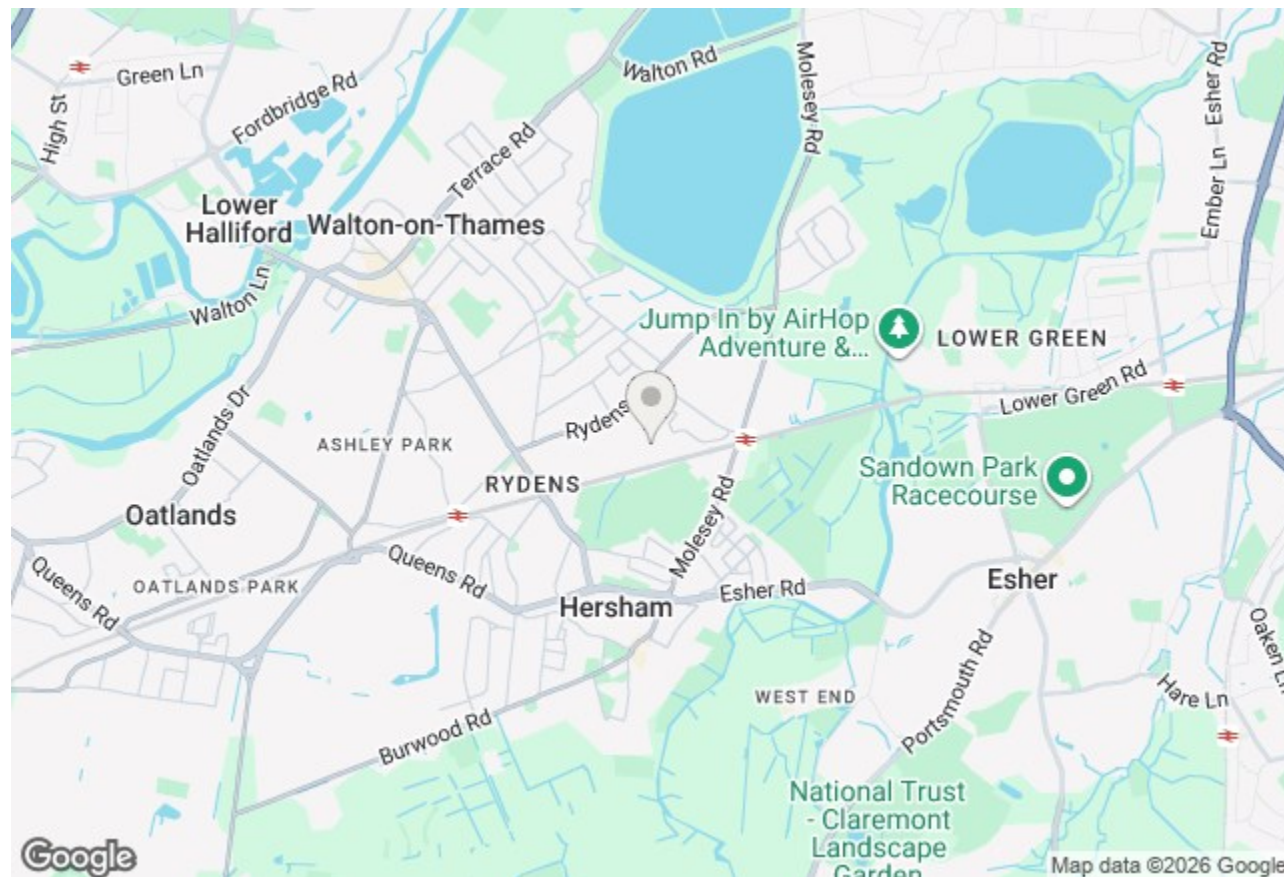 Green Ln
High St
Fordbridge Rd
Walton Rd
Molesey Rd
Esher Rd
Ember Ln
Terrace Rd
Lower
Halliford
Walton-on-Thames
Walton Ln
Jump In by AirHop
Adventure &...
LOWER GREEN
Lower Green Rd
Oatlands Dr
Rydens
ASHLEY PARK
RYDENS
Sandown Park
Racecourse
Oatlands
Molesey Rd
Queens Rd
Queens Rd
OATLANDS PARK
Esher Rd
Hersham
Esher
Oaken Ln
WEST END
Portsmouth Rd
Hare Ln
Burwood Rd
National Trust
- Claremont
Landscape
Garden
Google
Map data ©2026 Google